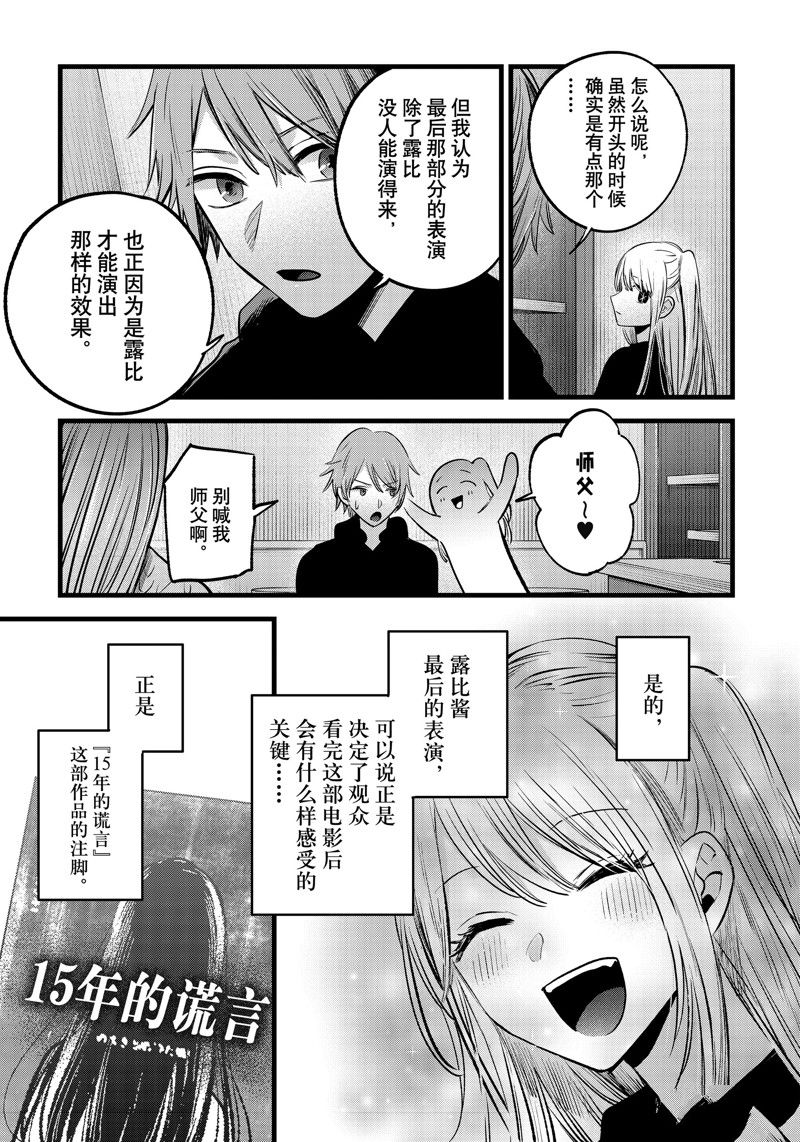 怎么说呢，
虽然开头的时候
确实是有点那个
……
但我认为
最后那部分的表演
除了露比
没人能演得来，
也正因为是露比
才能演出
那样的效果。
师父~♥
别喊我
师父啊。
是的，
露比酱
最后的表演，
可以说正是
决定了观众
看完这部电影后
会有什么样感受的
关键……
正是
『15年的谎言』
这部作品的注脚。
15年的谎言